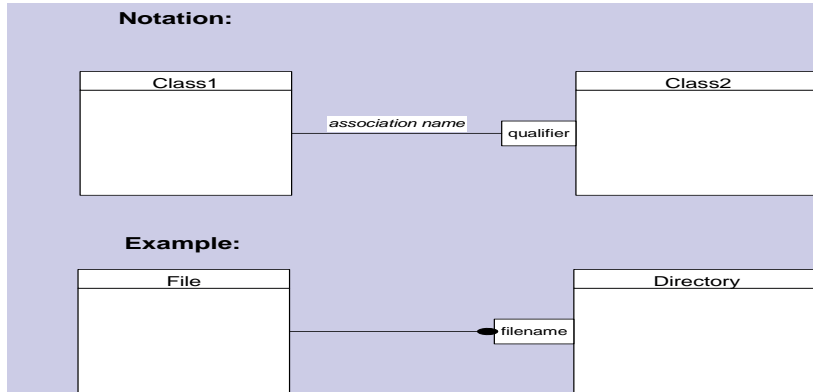 Notation:
Class1
Class2
association name
qualifier
Example:
File
Directory
filename